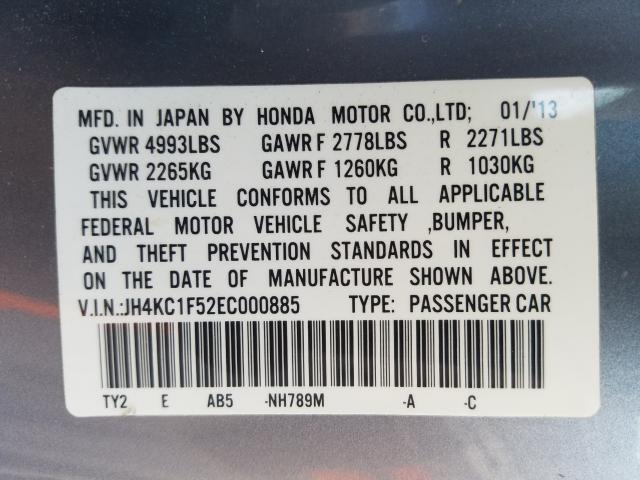 MFD. IN JAPAN BY HONDA MOTOR CO.,LTD; 01/'13
GVWR 4993LBS GAWR F 2778LBS R 2271LBS
GVWR 2265KG GAWR F 1260KG R 1030KG
THIS VEHICLE CONFORMS TO ALL APPLICABLE
FEDERAL MOTOR VEHICLE SAFETY ,BUMPER,
AND THEFT PREVENTION STANDARDS IN EFFECT
ON THE DATE OF MANUFACTURE SHOWN ABOVE.
V.I.N.:JH4KC1F52EC000885 TYPE: PASSENGER CAR
TY2 E AB5 -NH789M -A -C